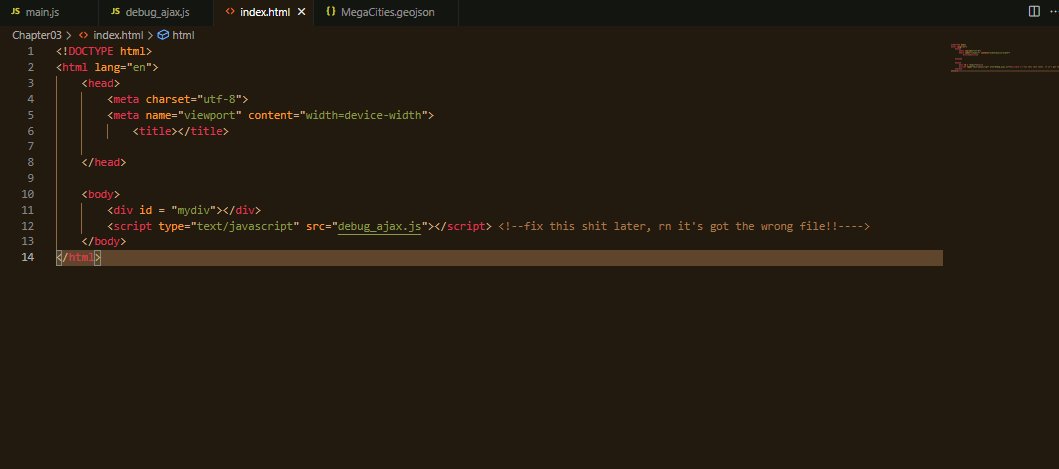 JS main.js JS debug_ajax.js <> index.html × {} MegaCities.geojson ...
Chapter03 > <> index.html > html
1 <!DOCTYPE html>
2 <html lang="en">
3 <head>
4 <meta charset="utf-8">
5 <meta name="viewport" content="width=device-width">
6 <title></title>
7
8 </head>
9
10 <body>
11 <div id = "mydiv"></div>
12 <script type="text/javascript" src="debug_ajax.js"></script> <!--fix this shit later, rn it's got the wrong file!!---->
13 </body>
14 </html>